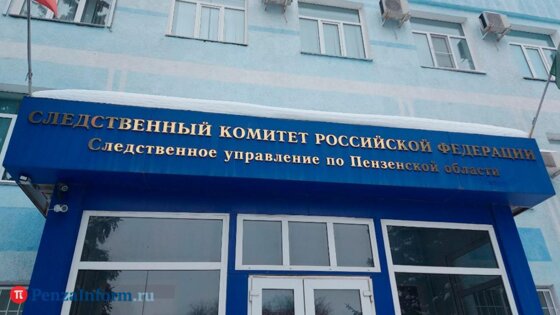 СЛЕДСТВЕННЫЙ КОМИТЕТ РОССИЙСКОЙ ФЕДЕРАЦИИ
Следственное управление по Пензенской области
PenzaInform.ru